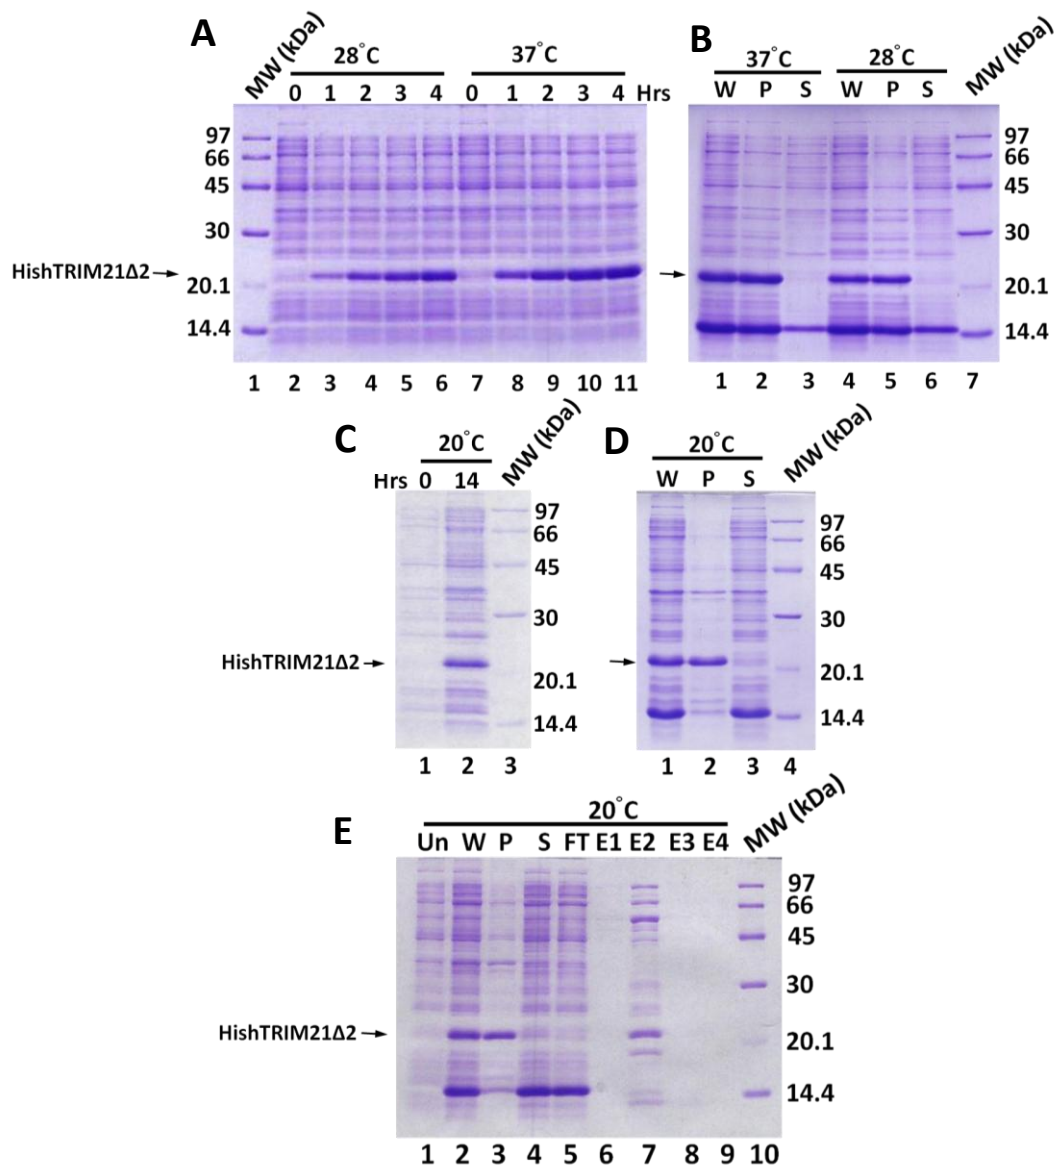 A
MW (kDa)
28°C
37°C
0 1 2 3 4 0 1 2 3 4 Hrs
97
66
45
30
HishTRIM21Δ2
20.1
14.4
1 2 3 4 5 6 7 8 9 10 11
B
37°C
28°C
MW (kDa)
W P S W P S
97
66
45
30
20.1
14.4
1 2 3 4 5 6 7
C
20°C
MW (kDa)
Hrs 0 14
97
66
45
30
HishTRIM21Δ2
20.1
14.4
1 2 3
D
20°C
MW (kDa)
W P S
97
66
45
30
20.1
14.4
1 2 3 4
E
20°C
MW (kDa)
Un W P S FT E1 E2 E3 E4
97
66
45
30
HishTRIM21Δ2
20.1
14.4
1 2 3 4 5 6 7 8 9 10